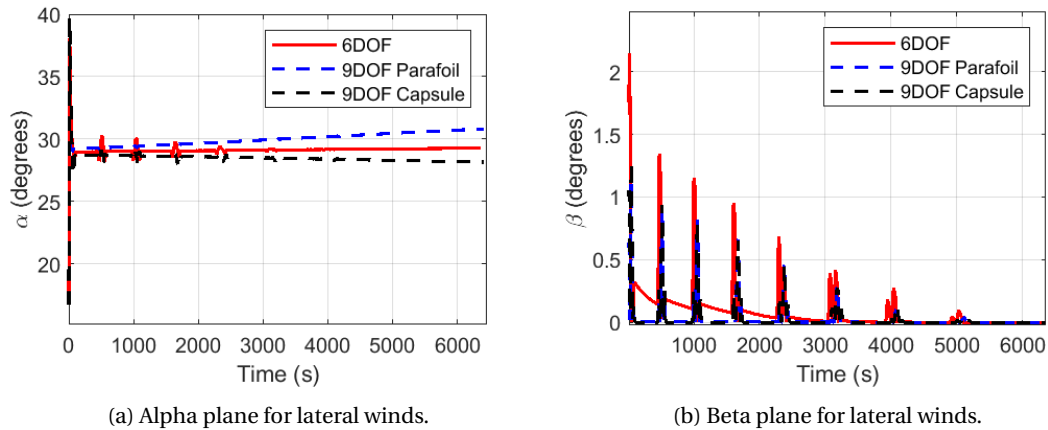 40
35
30
25
20
α (degrees)
6DOF
9DOF Parafoil
9DOF Capsule
0 1000 2000 3000 4000 5000 6000
Time (s)
(a) Alpha plane for lateral winds.
2
1.5
1
0.5
0
β (degrees)
6DOF
9DOF Parafoil
9DOF Capsule
1000 2000 3000 4000 5000 6000
Time (s)
(b) Beta plane for lateral winds.